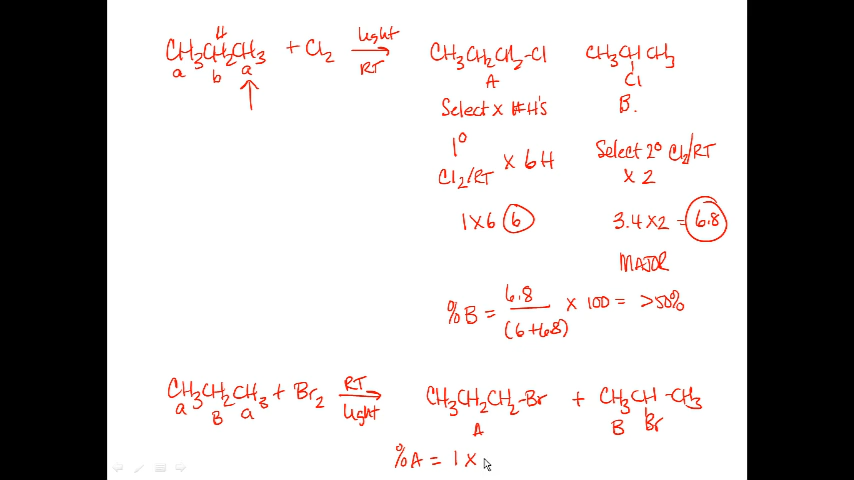 CH3CH2CH3 + Cl2 light RT CH3CH2CH2-Cl CH3CHCH3
a b a A Cl
B.
Select x #H's
1° Cl2/RT x 6H
Select 2° Cl2/RT
x 2
1x6 6
3.4x2 = 6.8
MAJOR
%B = 6.8 / (6+6.8) x 100 = >50%
CH3CH2CH3 + Br2 RT light CH3CH2CH2-Br + CH3CH-CH3
a B a A B Br
%A = 1 x